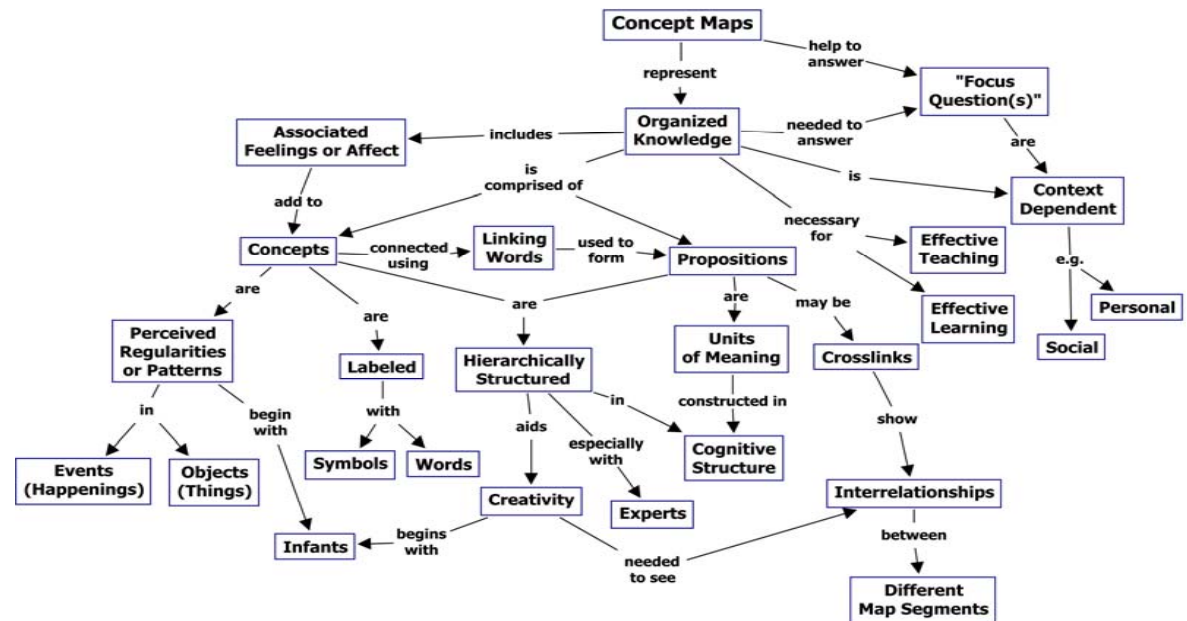 Concept Maps
help to
answer
represent
"Focus
Question(s)"
Organized
Knowledge
Associated
Feelings or Affect
includes
needed to
answer
are
is
comprised of
is
Context
Dependent
add to
necessary
for
Concepts
connected
using
Linking
Words
used to
form
Propositions
Effective
Teaching
e.g.
are
are
are
are
may be
Effective
Learning
Personal
Perceived
Regularities
or Patterns
Labeled
Hierarchically
Structured
Units
of Meaning
Crosslinks
Social
in
begin
with
with
aids
in
constructed in
show
especially
with
Events
(Happenings)
Objects
(Things)
Symbols
Words
Cognitive
Structure
Creativity
Experts
Interrelationships
Infants
begins
with
needed
to see
between
Different
Map Segments